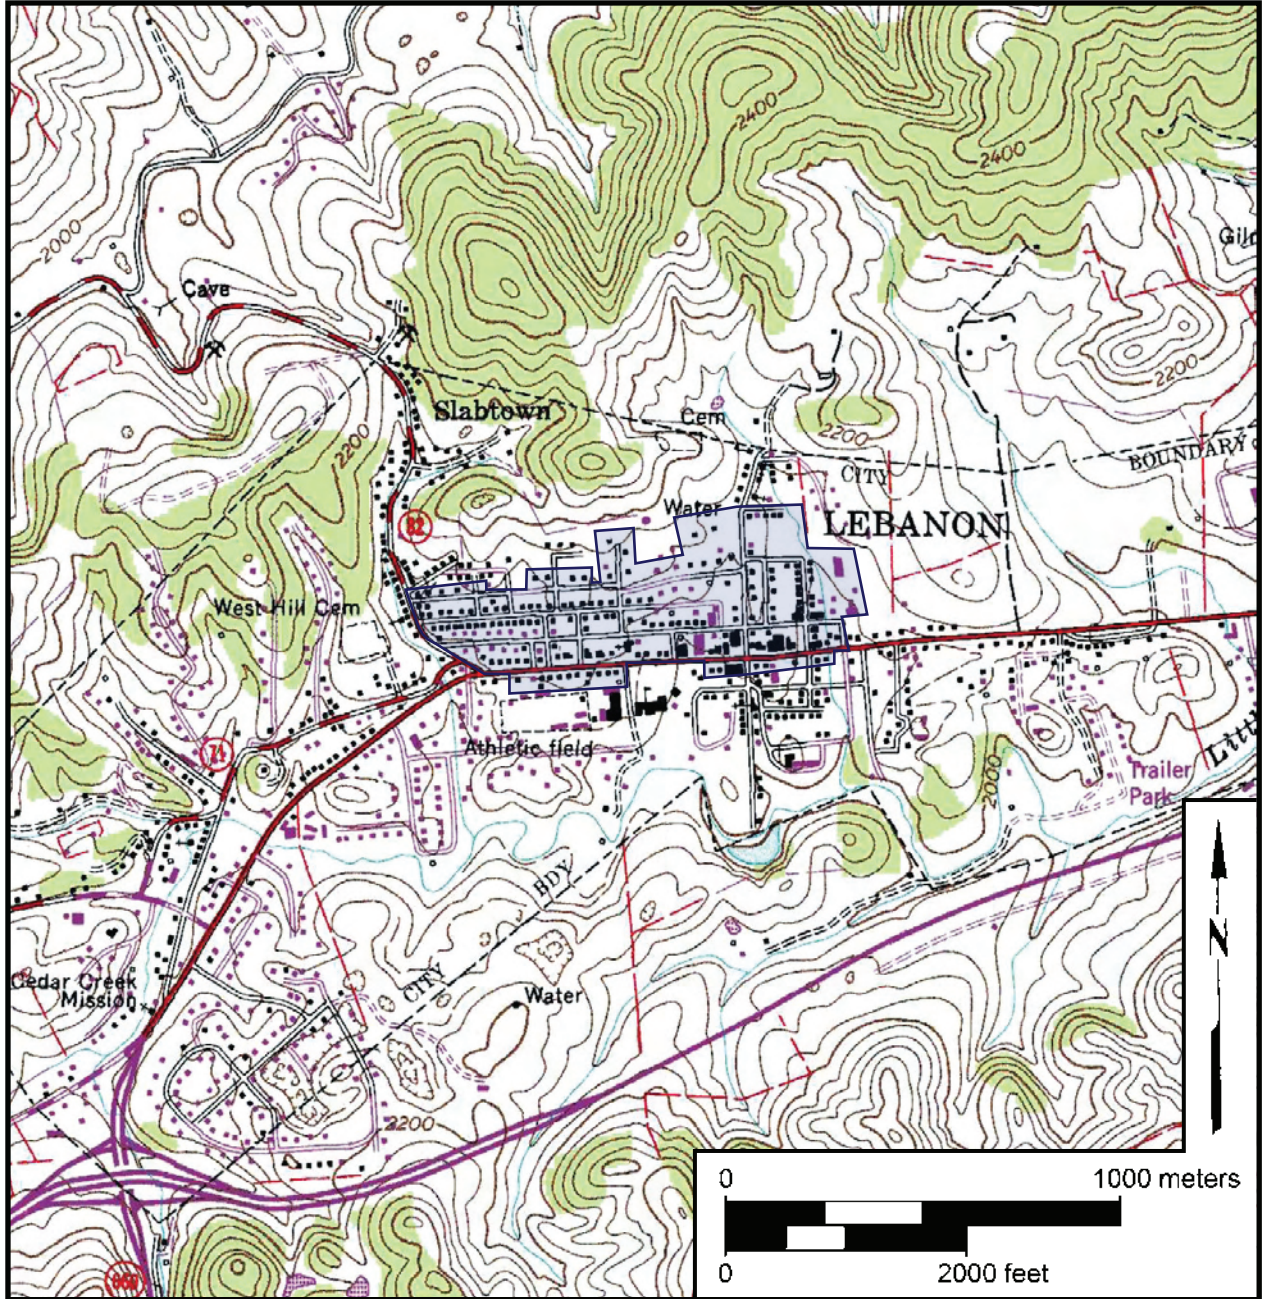 2400
2400
2000
Gil
Cave
2200
Slabtown
Cem
2200
2200
CITY
BOUNDARY
Water
82
LEBANON
West Hill Cem
71
Athletic field
2000
Trailer
Park
Litt
BDY
CITY
N
Cedar Creek
Mission
Water
2200
0
1000 meters
0
2000 feet
660